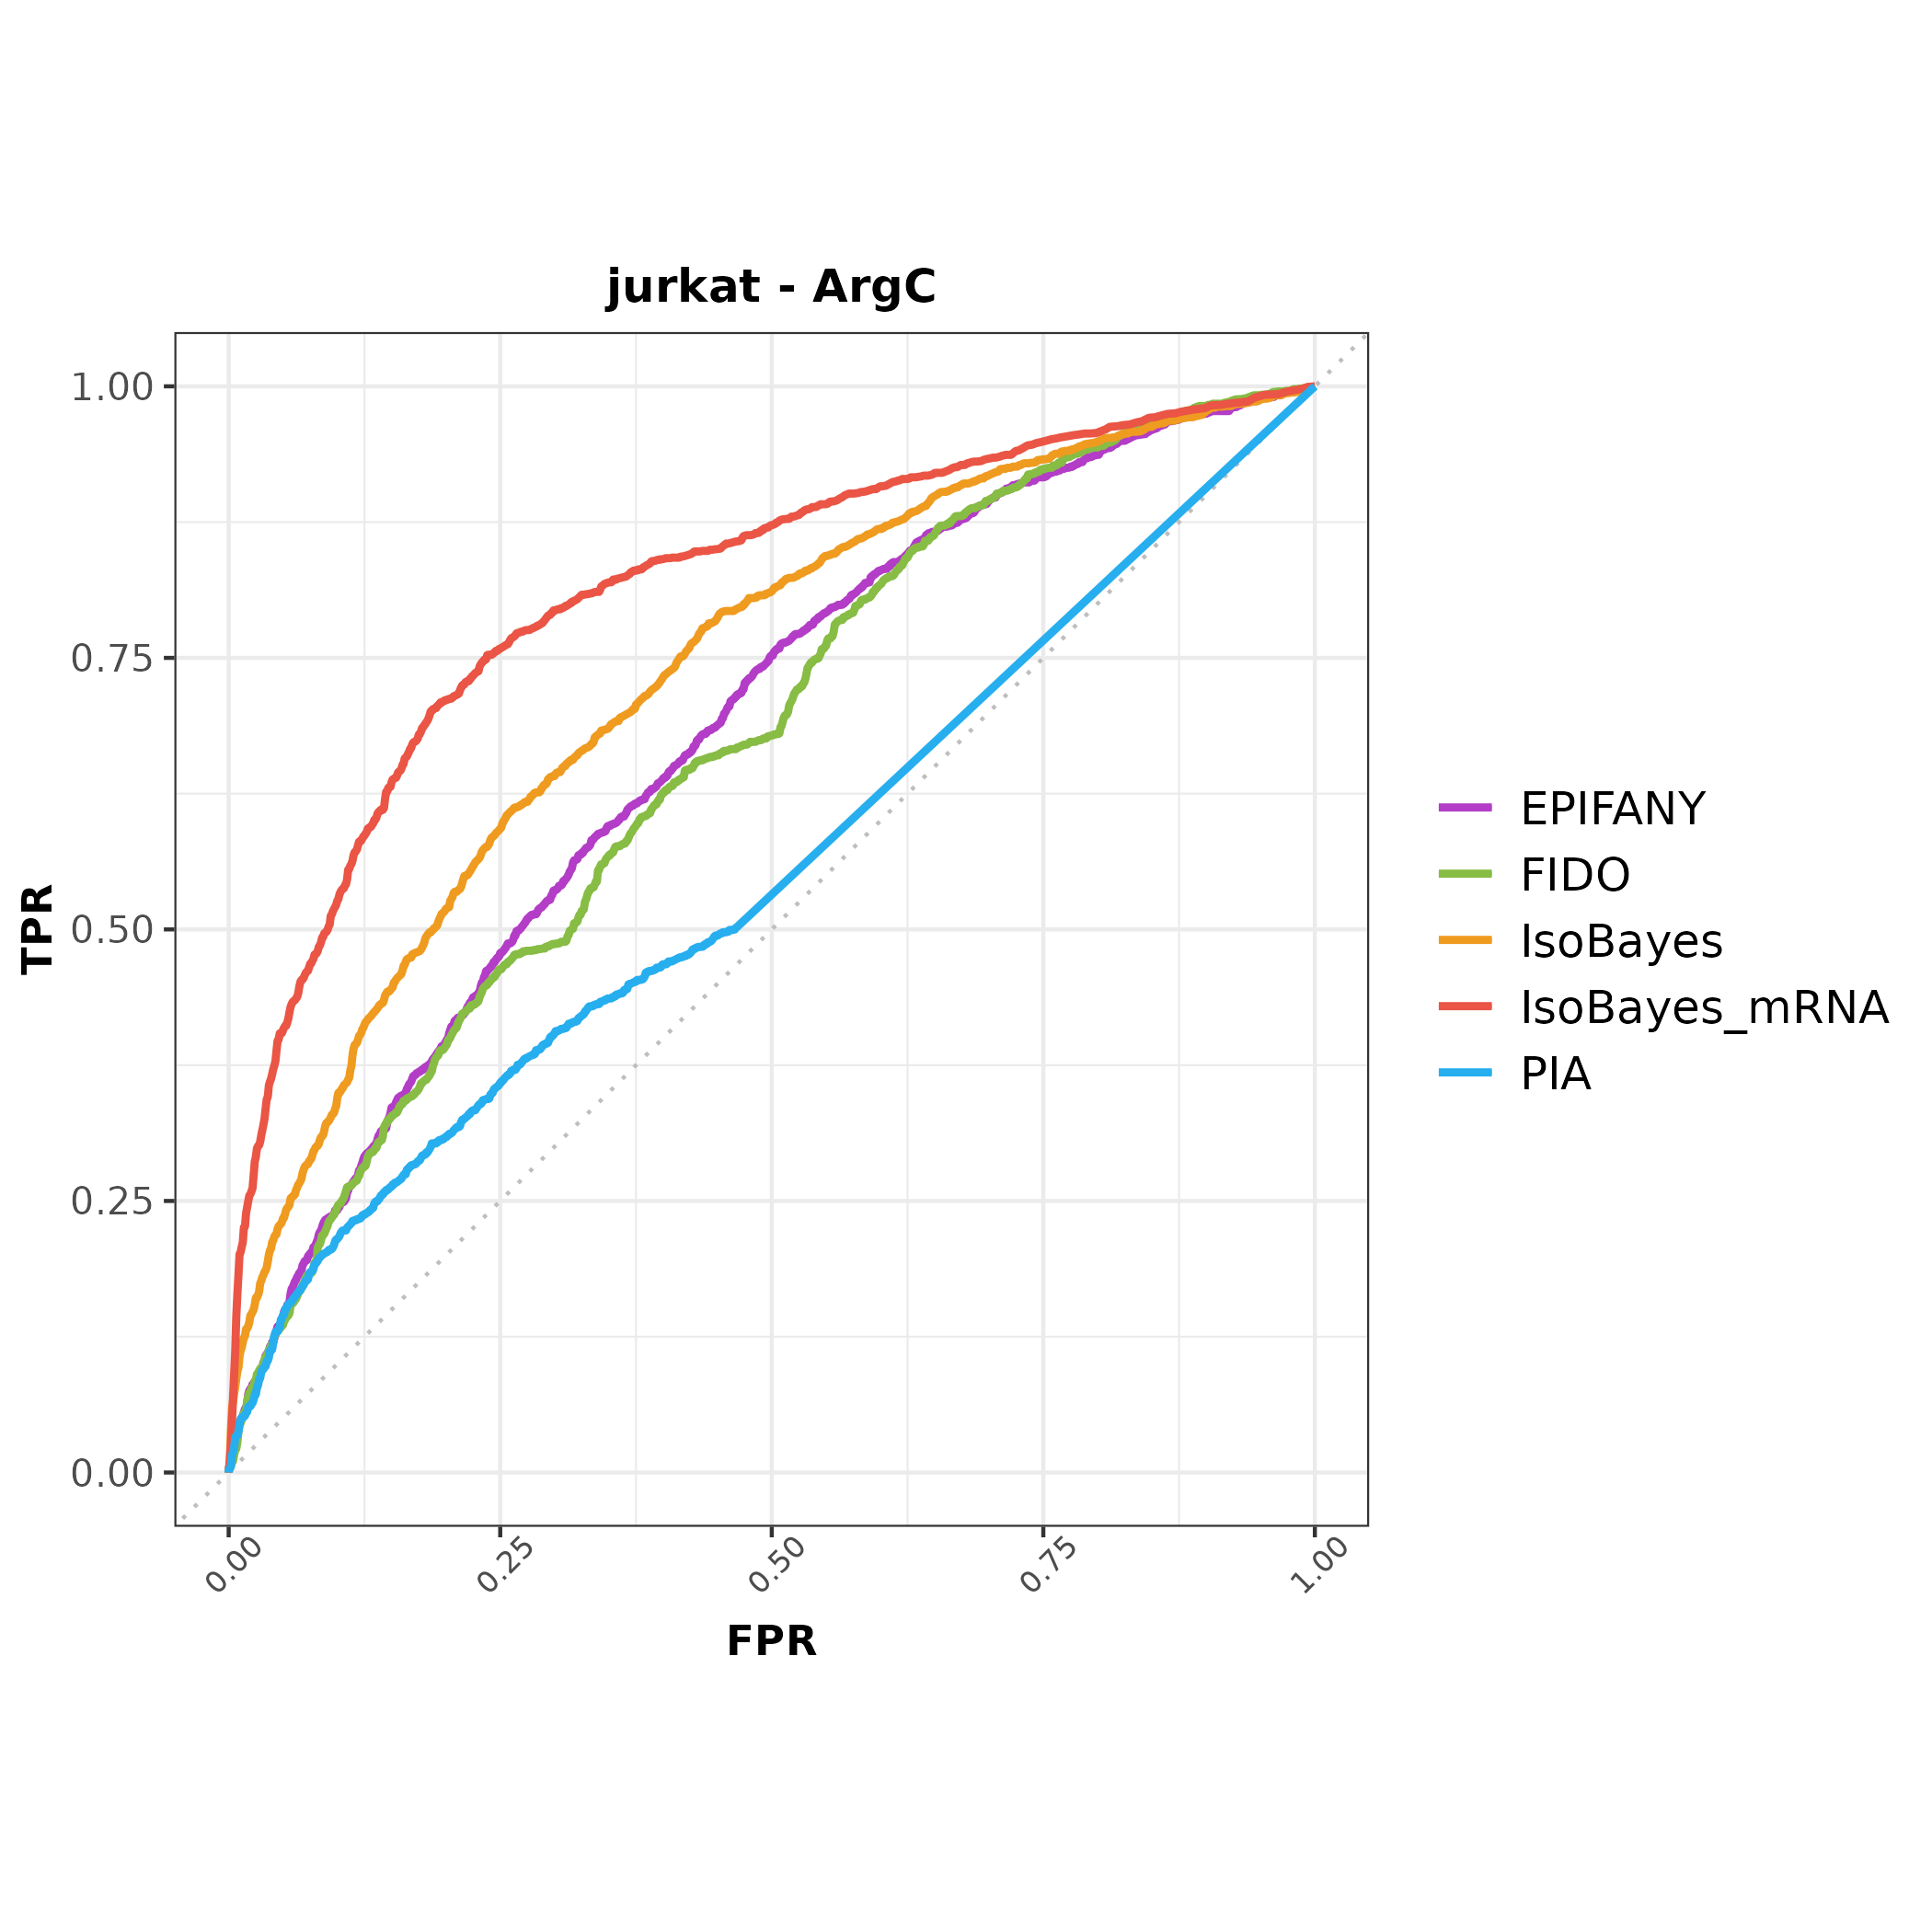 jurkat - ArgC
1.00
0.75
0.50
0.25
0.00
TPR
0.00
0.25
0.50
0.75
1.00
FPR
EPIFANY
FIDO
IsoBayes
IsoBayes_mRNA
PIA